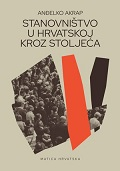 ANĐELKO AKRAP
STANOVNIŠTVO
U HRVATSKOJ
KROZ STOLJEĆA
MATICA HRVATSKA